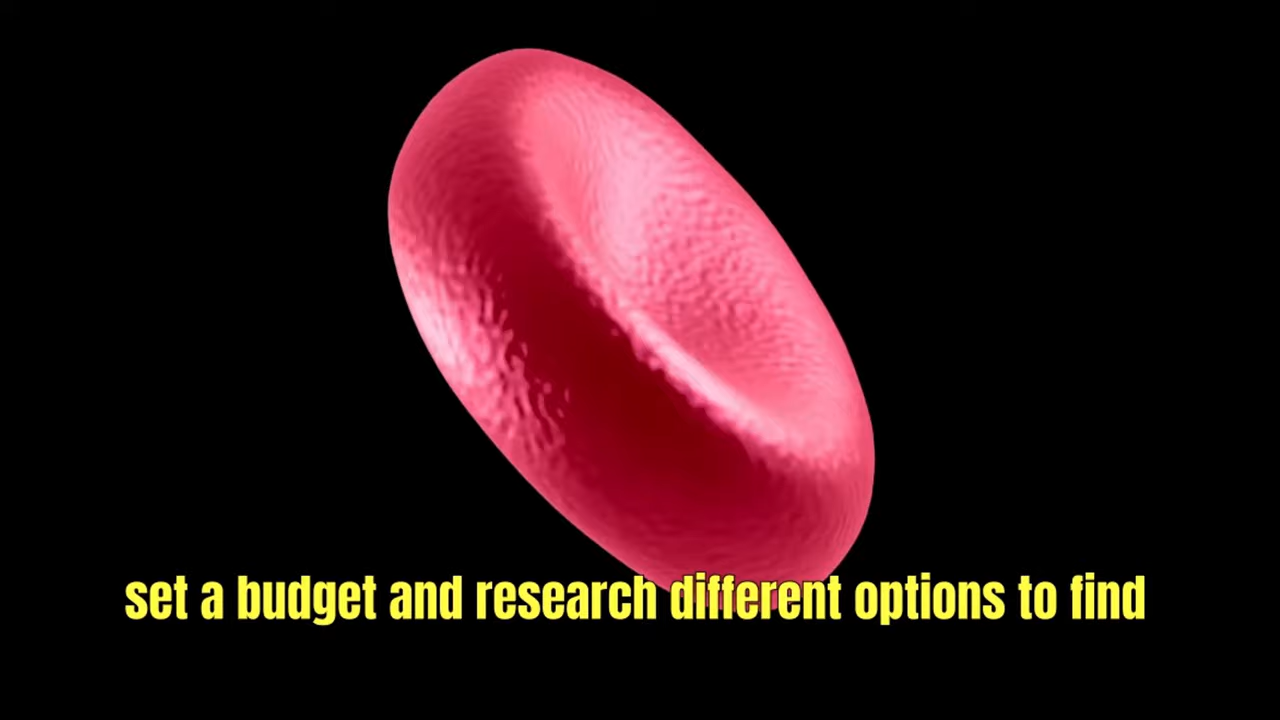 set a budget and research different options to find